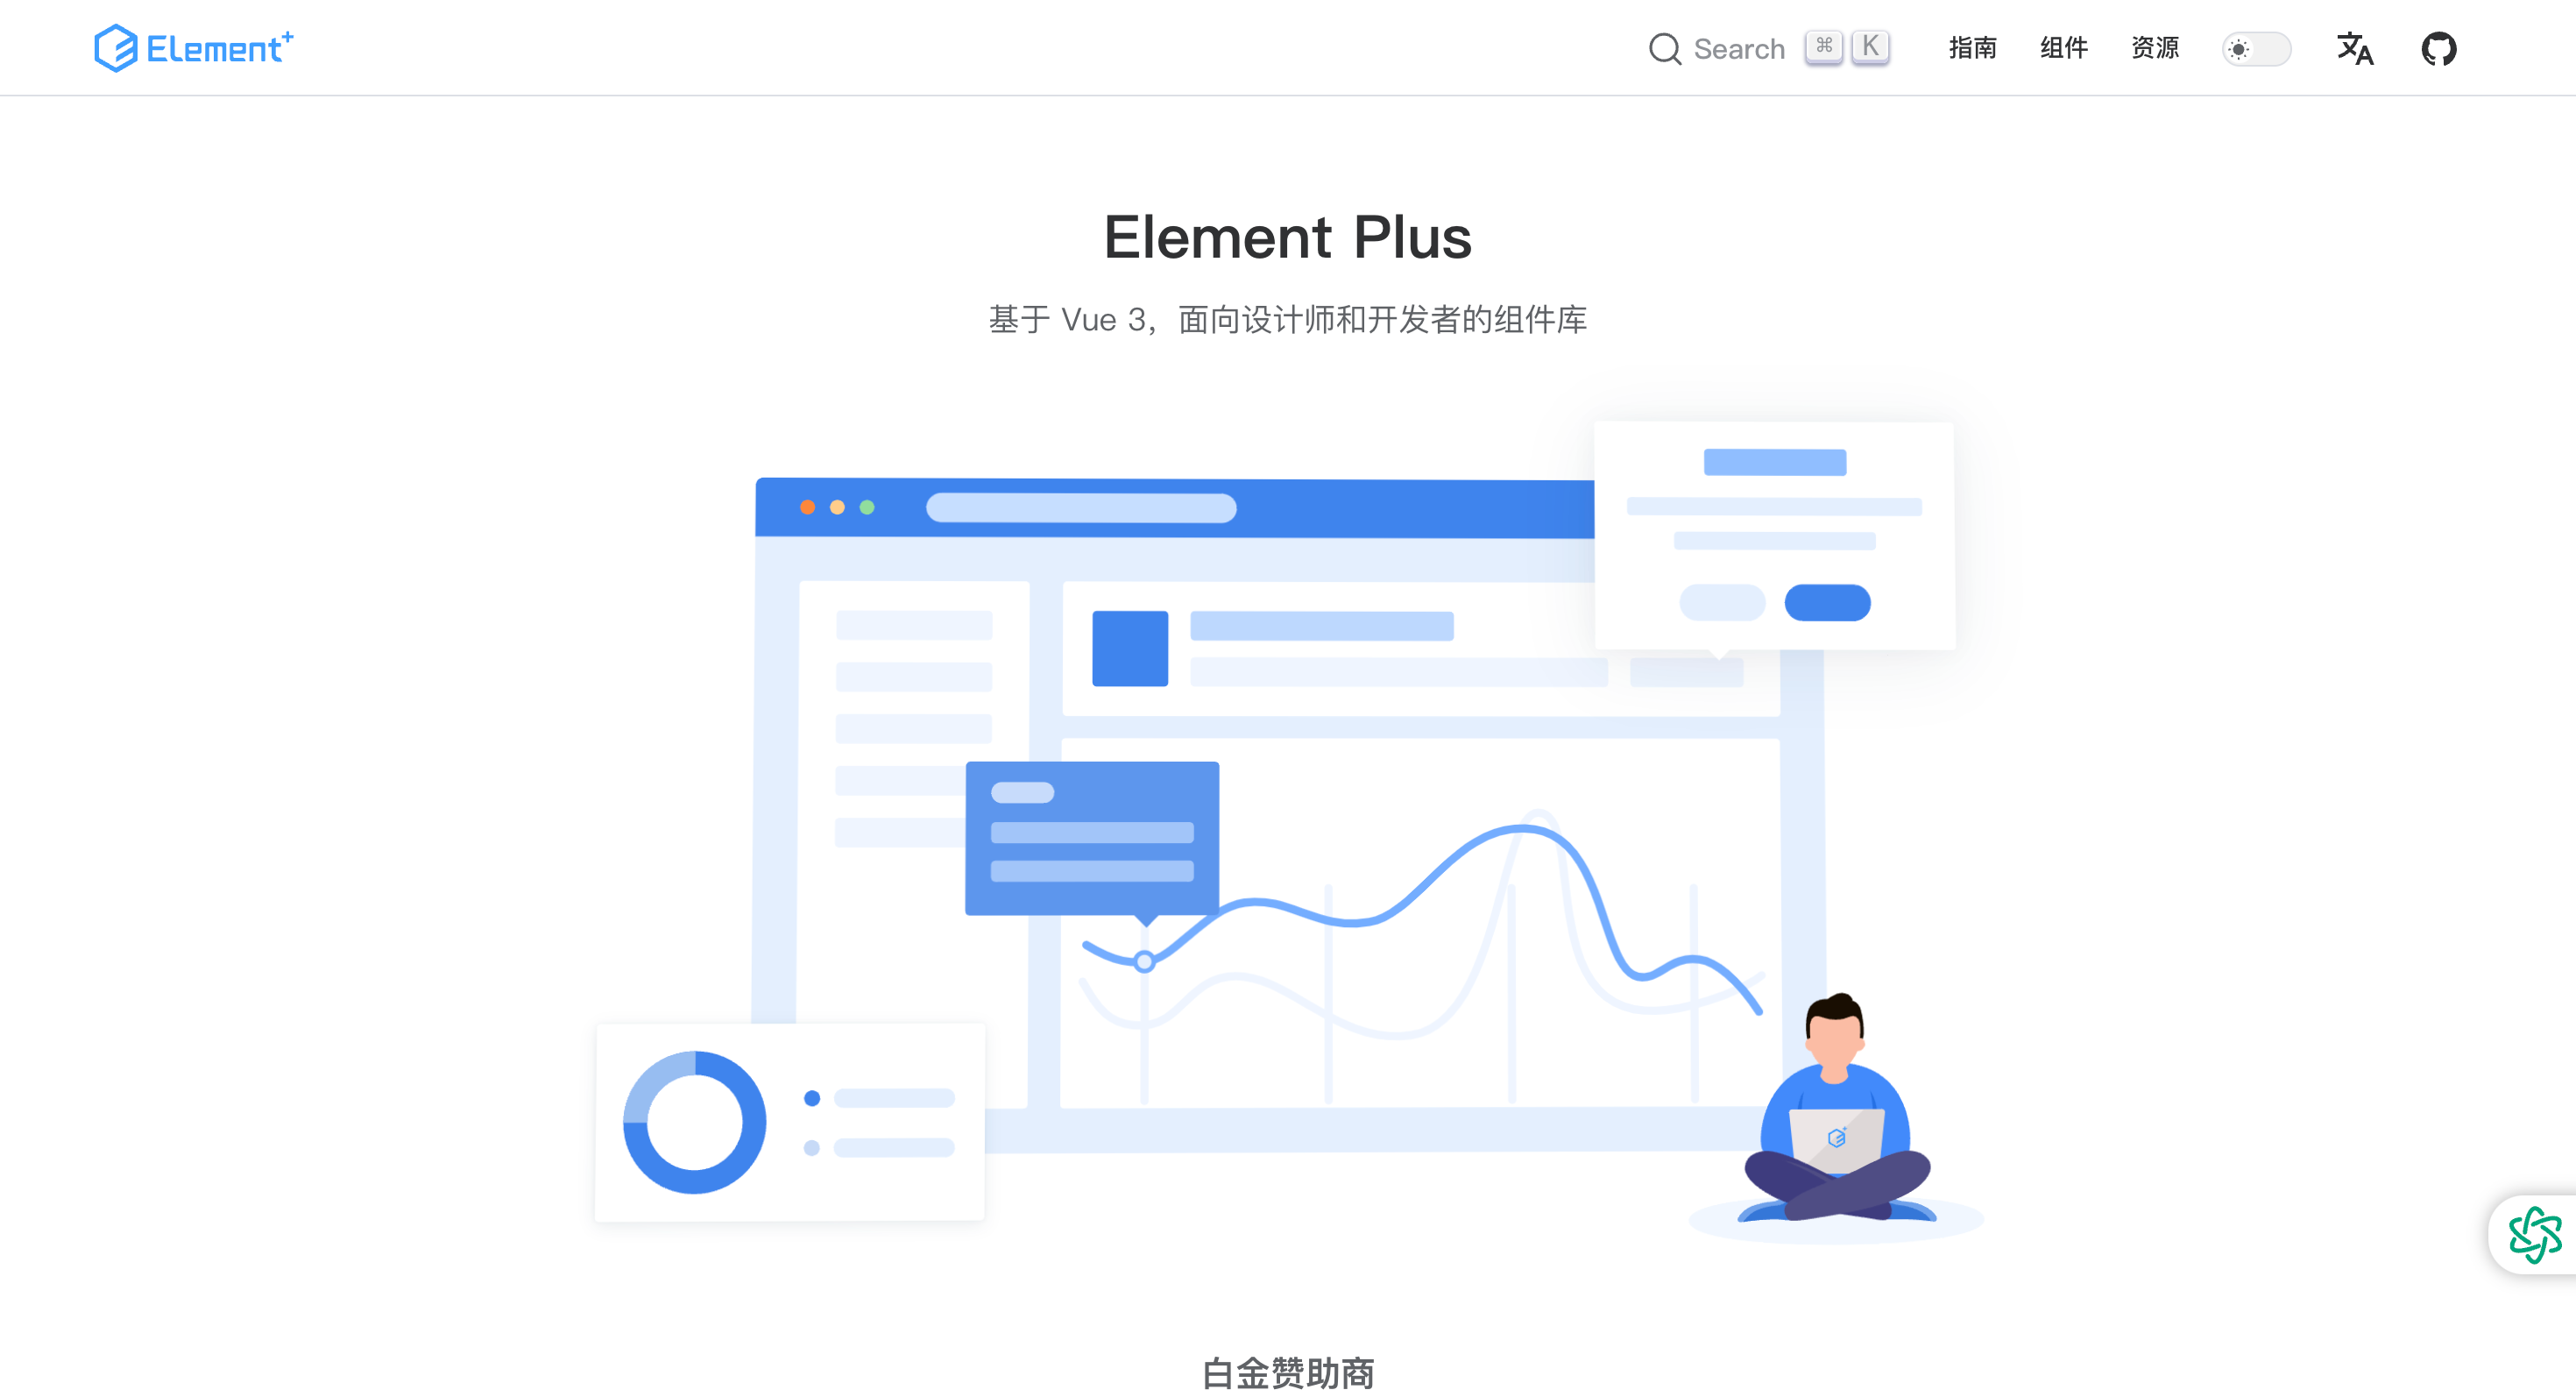 Element+
Search ⌘ K 指南 组件 资源
Element Plus
基于 Vue 3，面向设计师和开发者的组件库
白金赞助商